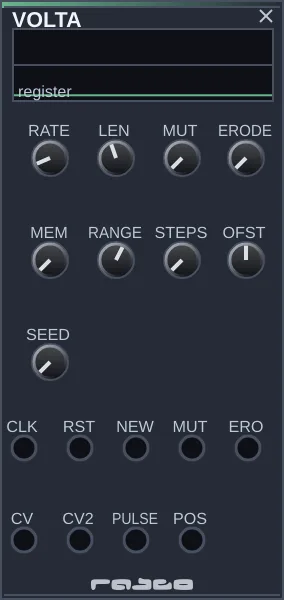 VOLTA
register
RATE LEN MUT ERODE
MEM RANGE STEPS OFST
SEED
CLK RST NEW MUT ERO
CV CV2 PULSE POS